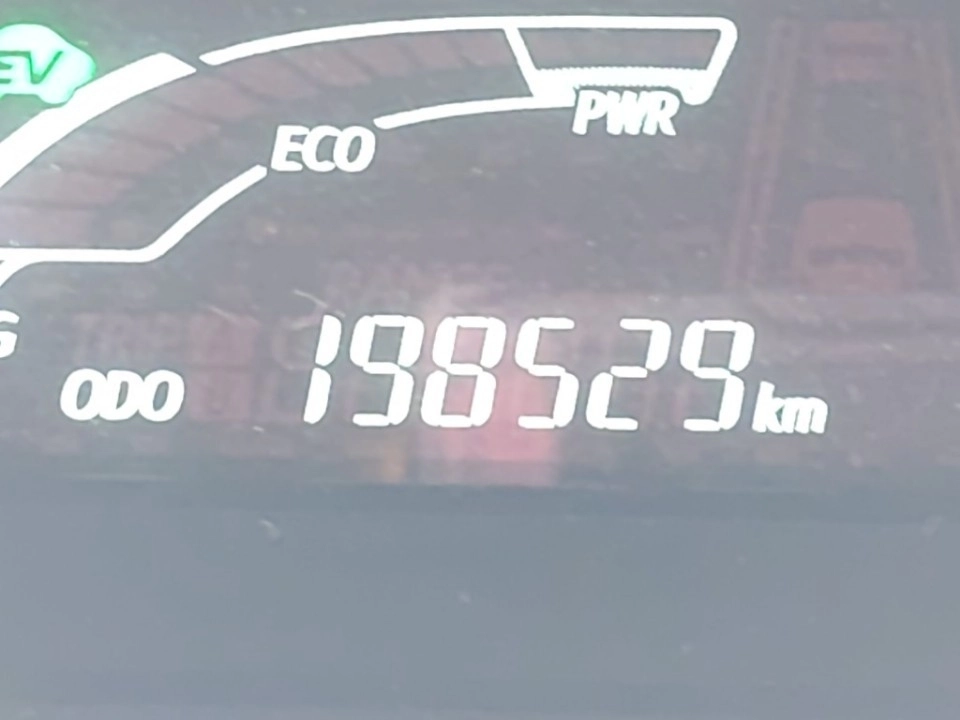 EV
ECO
PWR
ODO 198529 km